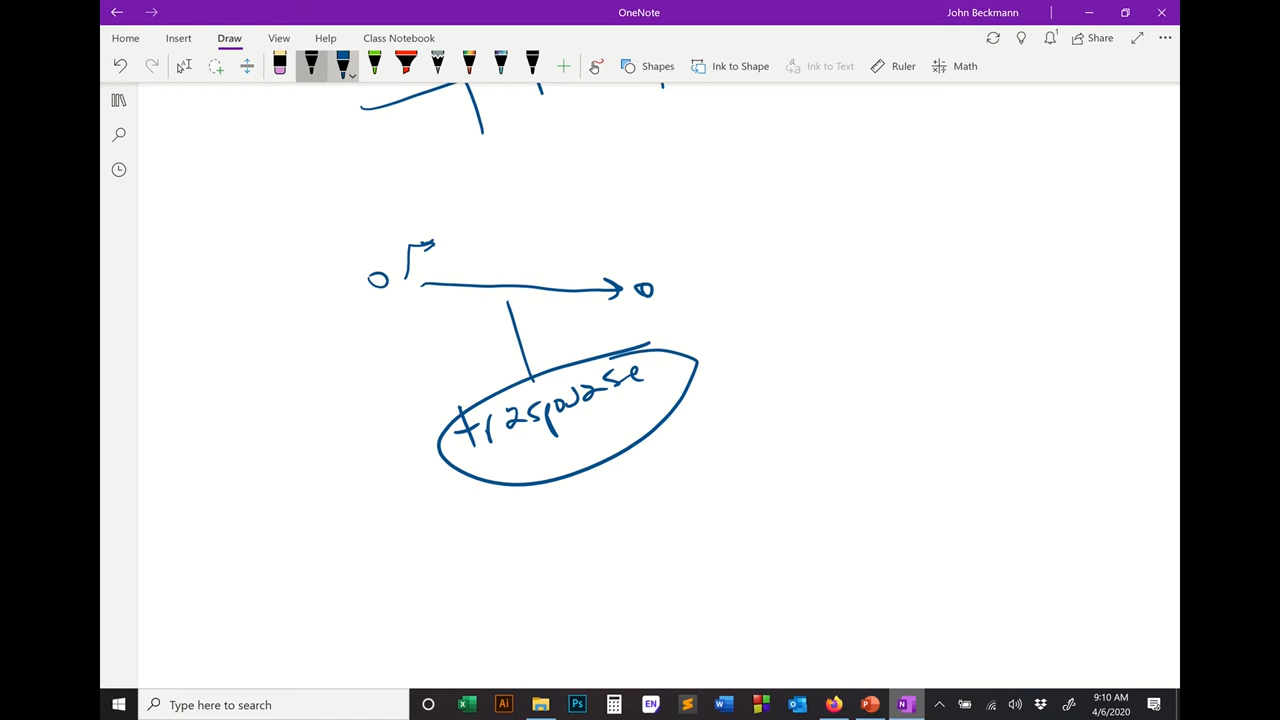 OneNote
John Beckmann
Home Insert Draw View Help Class Notebook
Share
Shapes Ink to Shape Ink to Text Ruler Math
transpovase
Type here to search
9:10 AM
4/6/2020